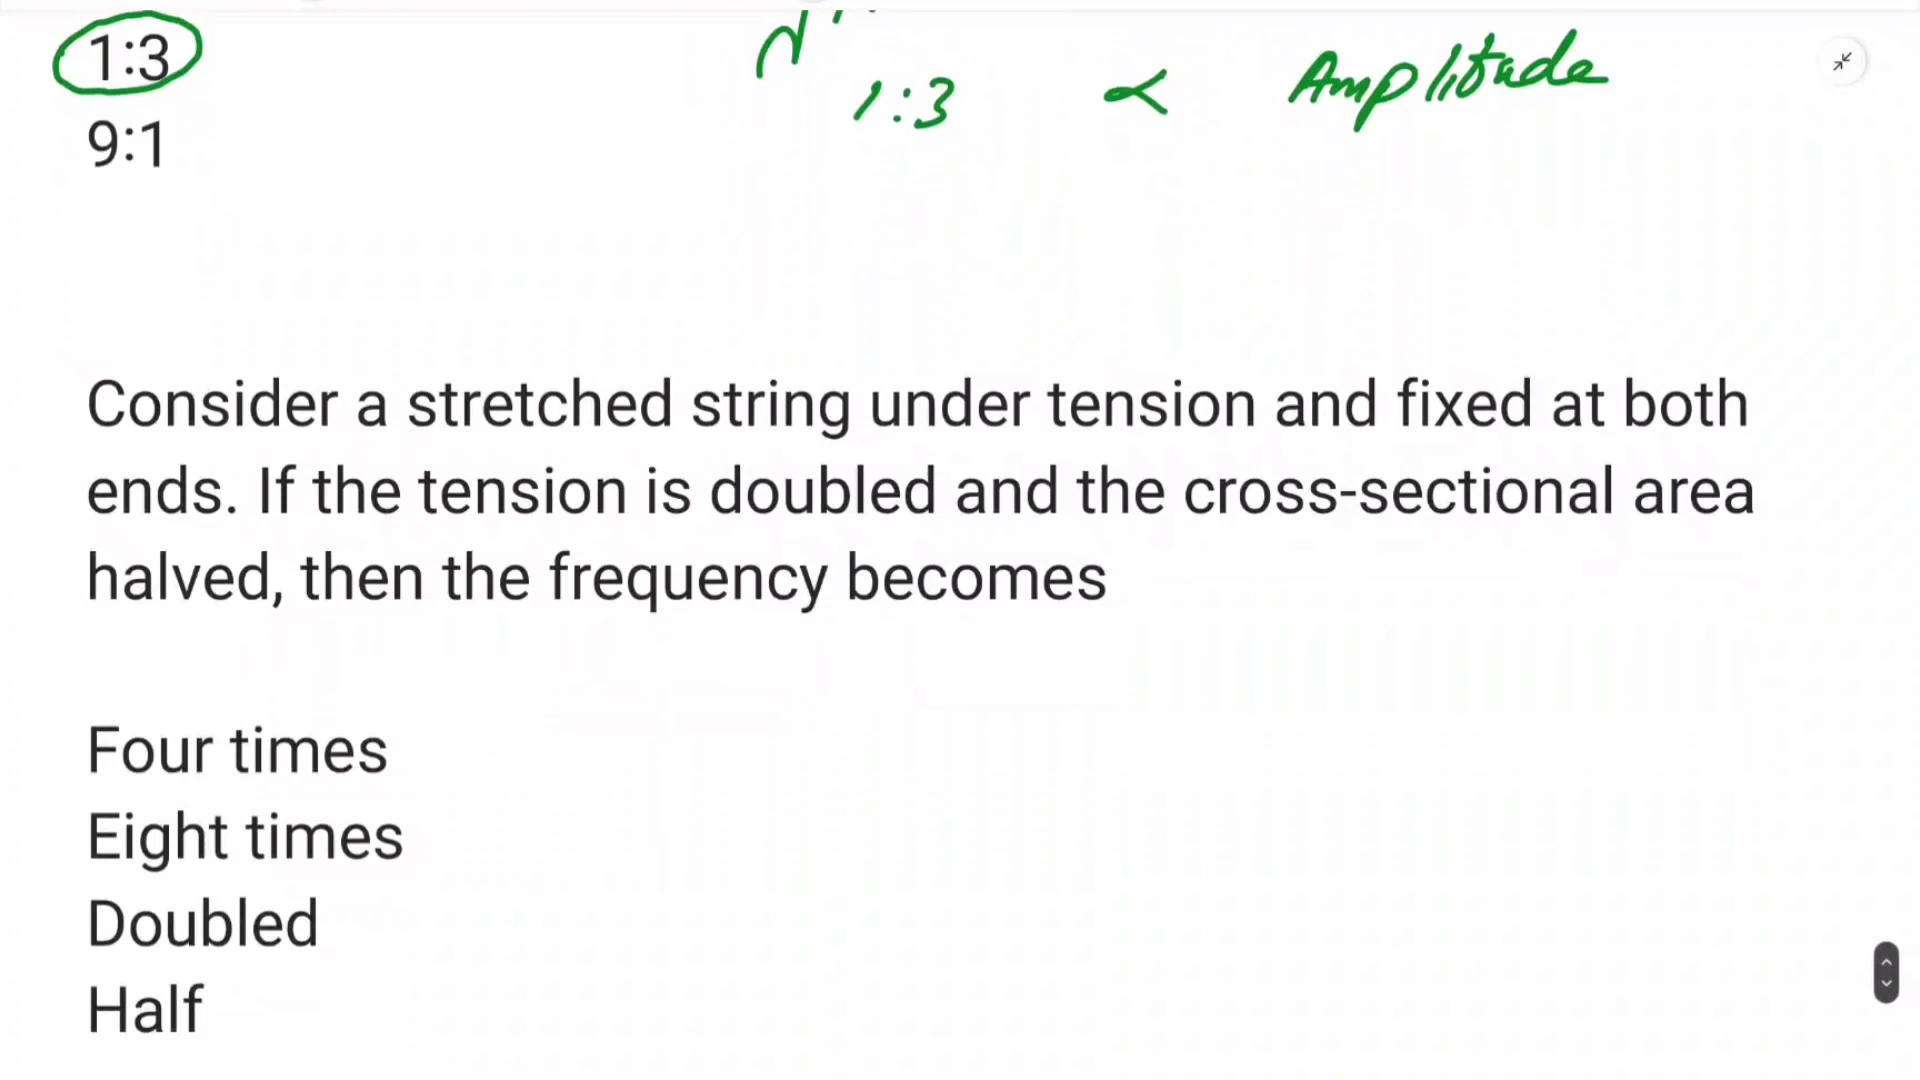 1:3
1:3 ∝ Amplitude
9:1
Consider a stretched string under tension and fixed at both
ends. If the tension is doubled and the cross-sectional area
halved, then the frequency becomes
Four times
Eight times
Doubled
Half